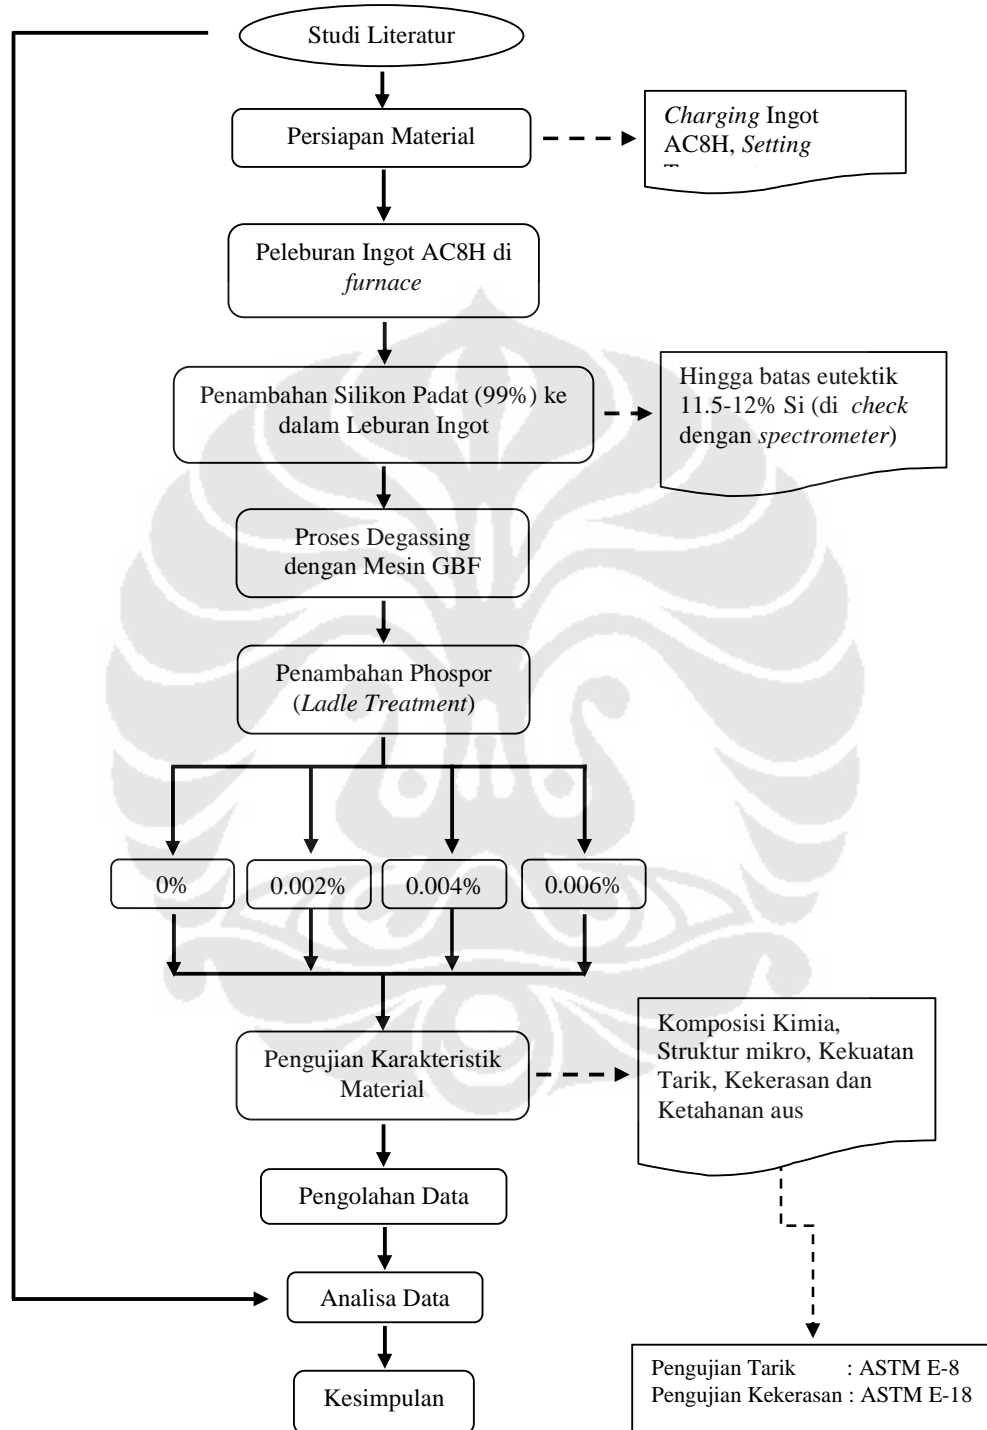 Studi Literatur
Persiapan Material
Charging Ingot
AC8H, Setting
Peleburan Ingot AC8H di
furnace
Penambahan Silikon Padat (99%) ke
dalam Leburan Ingot
Hingga batas eutektik
11.5-12% Si (di check
dengan spectrometer)
Proses Degassing
dengan Mesin GBF
Penambahan Phospor
(Ladle Treatment)
0%
0.002%
0.004%
0.006%
Pengujian Karakteristik
Material
Komposisi Kimia,
Struktur mikro, Kekuatan
Tarik, Kekerasan dan
Ketahanan aus
Pengolahan Data
Analisa Data
Kesimpulan
Pengujian Tarik : ASTM E-8
Pengujian Kekerasan : ASTM E-18